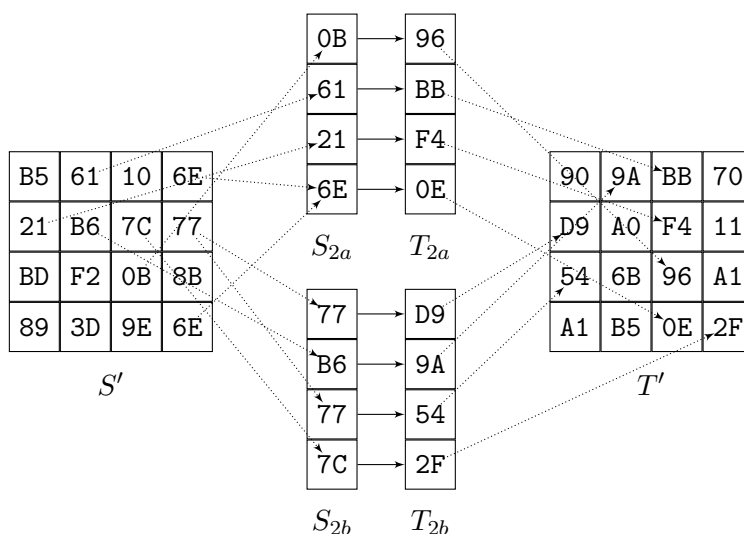 0B 96
61 BB
21 F4
6E 0E
S2a T2a
B5 61 10 6E
21 B6 7C 77
BD F2 0B 8B
89 3D 9E 6E
S′
90 9A BB 70
D9 A0 F4 11
54 6B 96 A1
A1 B5 0E 2F
T′
77 D9
B6 9A
77 54
7C 2F
S2b T2b